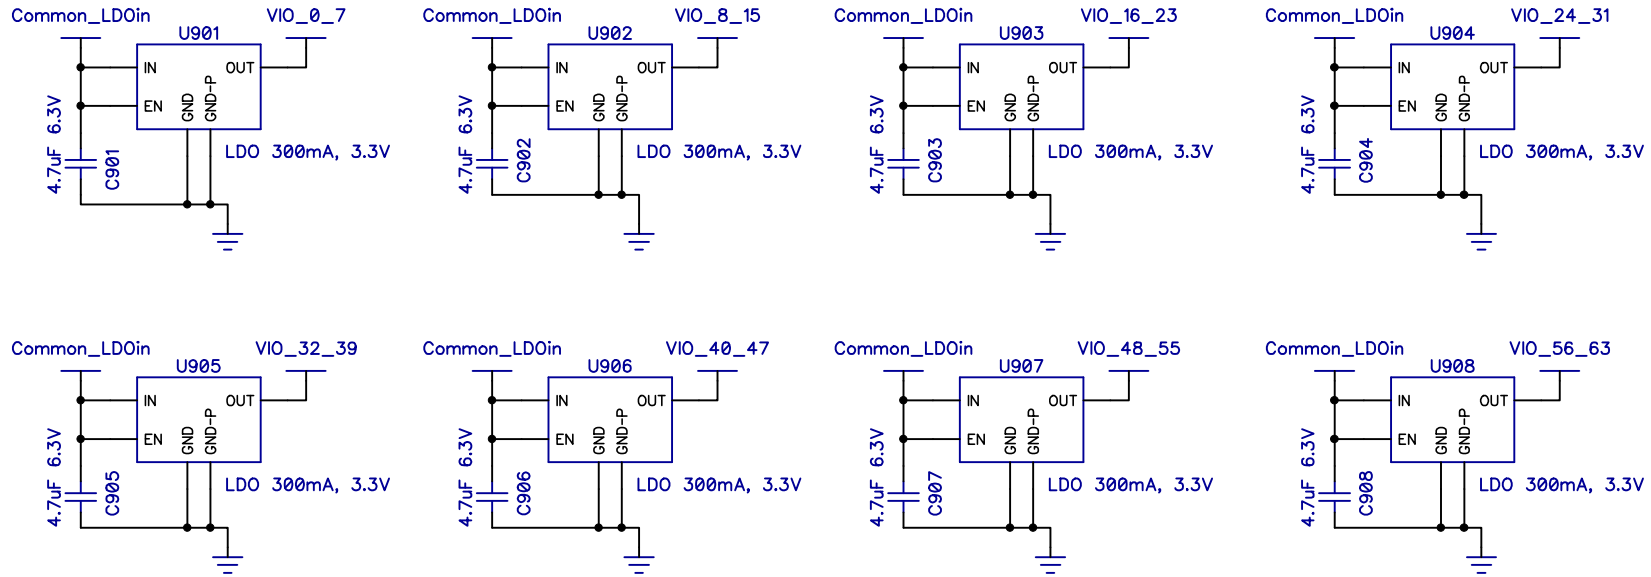 Common_LDOin
VIO_0_7
U901
IN
OUT
EN
GND
GND-P
4.7uF 6.3V
C901
LDO 300mA, 3.3V
Common_LDOin
VIO_8_15
U902
IN
OUT
EN
GND
GND-P
4.7uF 6.3V
C902
LDO 300mA, 3.3V
Common_LDOin
VIO_16_23
U903
IN
OUT
EN
GND
GND-P
4.7uF 6.3V
C903
LDO 300mA, 3.3V
Common_LDOin
VIO_24_31
U904
IN
OUT
EN
GND
GND-P
4.7uF 6.3V
C904
LDO 300mA, 3.3V
Common_LDOin
VIO_32_39
U905
IN
OUT
EN
GND
GND-P
4.7uF 6.3V
C905
LDO 300mA, 3.3V
Common_LDOin
VIO_40_47
U906
IN
OUT
EN
GND
GND-P
4.7uF 6.3V
C906
LDO 300mA, 3.3V
Common_LDOin
VIO_48_55
U907
IN
OUT
EN
GND
GND-P
4.7uF 6.3V
C907
LDO 300mA, 3.3V
Common_LDOin
VIO_56_63
U908
IN
OUT
EN
GND
GND-P
4.7uF 6.3V
C908
LDO 300mA, 3.3V